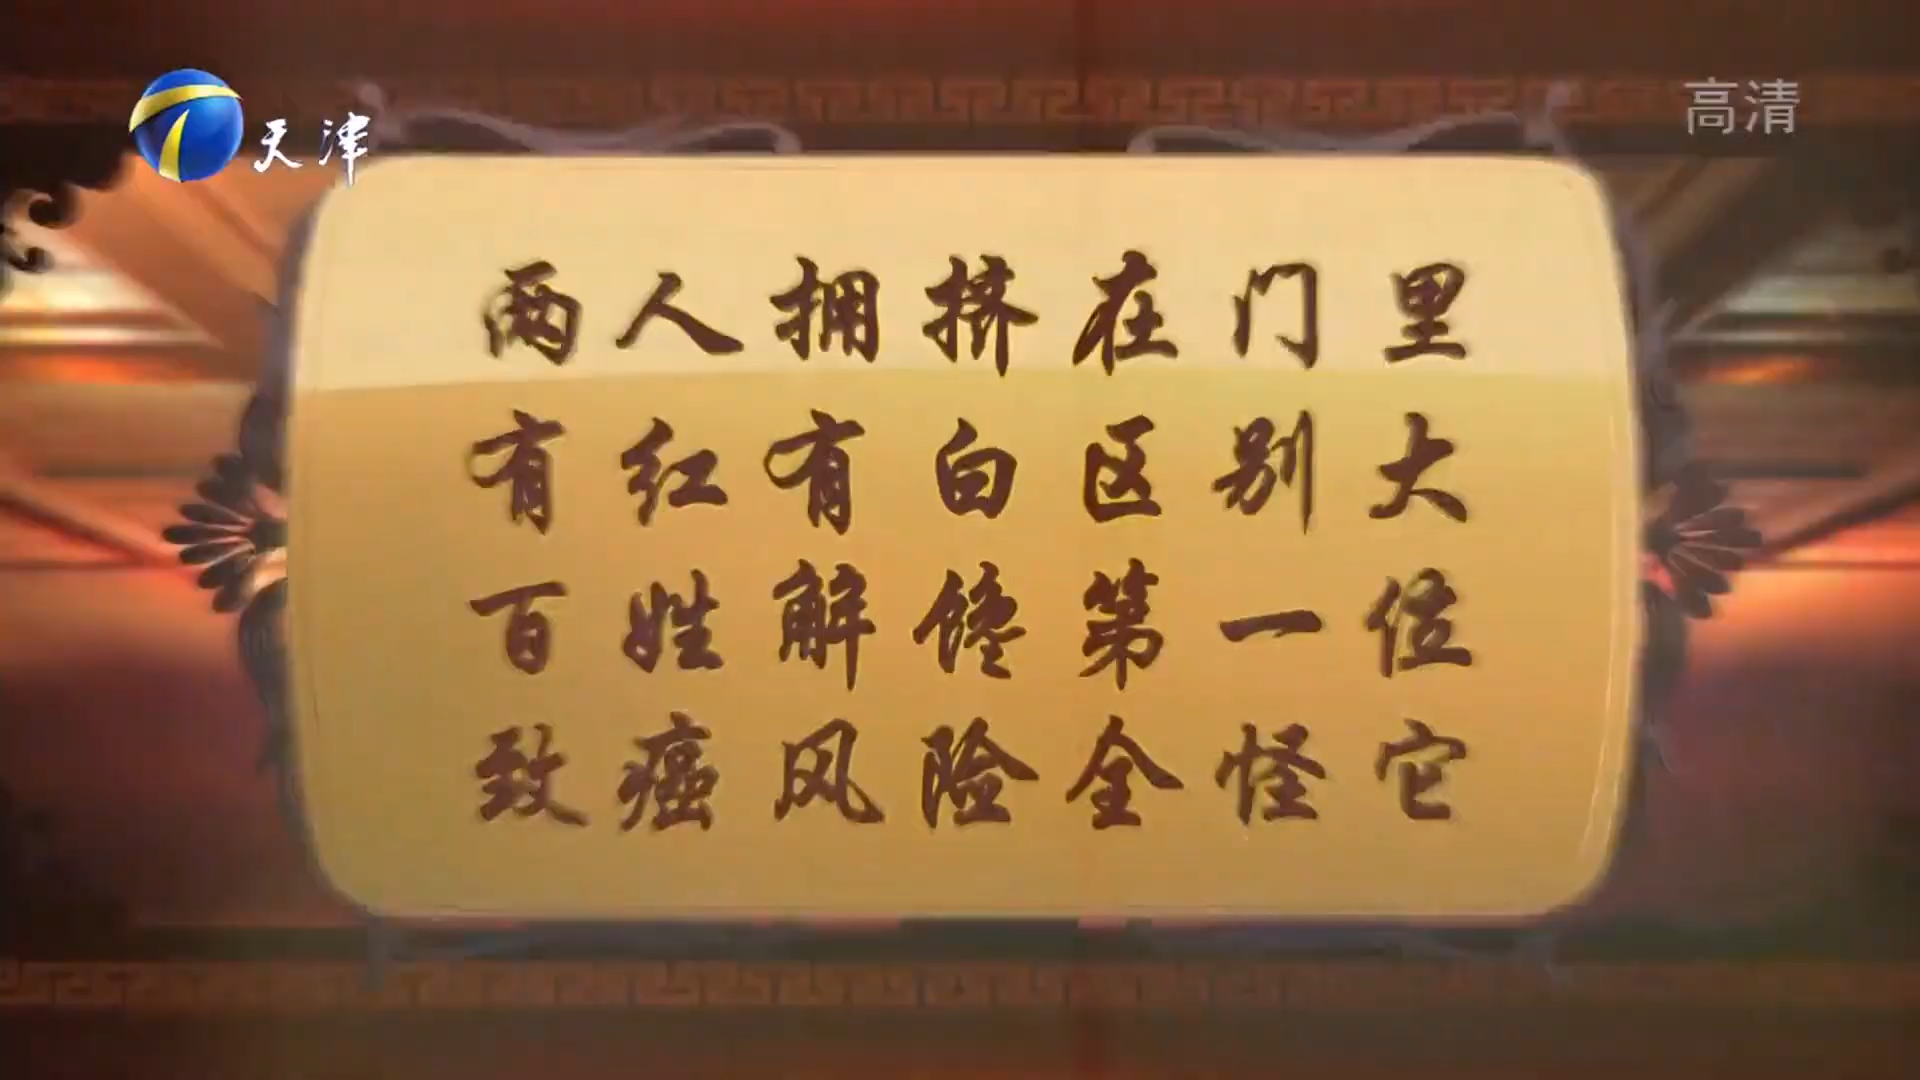 天津
高清
两人拥挤在门里
有红有白区别大
百姓解馋第一位
致癌风险全怪它